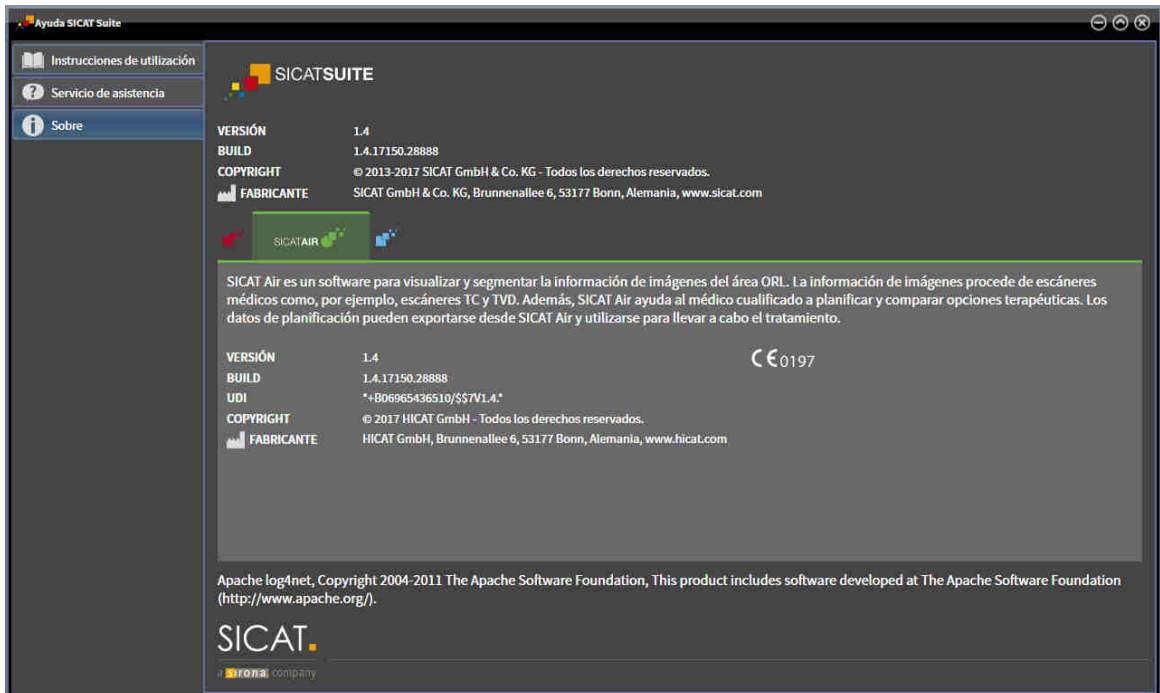 Ayuda SICAT Suite
Instrucciones de utilización
Servicio de asistencia
Sobre
SICATSUITE
VERSIÓN 1.4
BUILD 1.4.17150.28888
COPYRIGHT © 2013-2017 SICAT GmbH & Co. KG - Todos los derechos reservados.
FABRICANTE SICAT GmbH & Co. KG, Brunnenallee 6, 53177 Bonn, Alemania, www.sicat.com
SICATAIR
SICAT Air es un software para visualizar y segmentar la información de imágenes del área ORL. La información de imágenes procede de escáneres
médicos como, por ejemplo, escáneres TC y TVD. Además, SICAT Air ayuda al médico cualificado a planificar y comparar opciones terapéuticas. Los
datos de planificación pueden exportarse desde SICAT Air y utilizarse para llevar a cabo el tratamiento.
VERSIÓN 1.4
CE0197
BUILD 1.4.17150.28888
UDI *+B06965436510/$$7V1.4.*
COPYRIGHT © 2017 HICAT GmbH - Todos los derechos reservados.
FABRICANTE HICAT GmbH, Brunnenallee 6, 53177 Bonn, Alemania, www.hicat.com
Apache log4net, Copyright 2004-2011 The Apache Software Foundation, This product includes software developed at The Apache Software Foundation
(http://www.apache.org/).
SICAT.
a sirona company